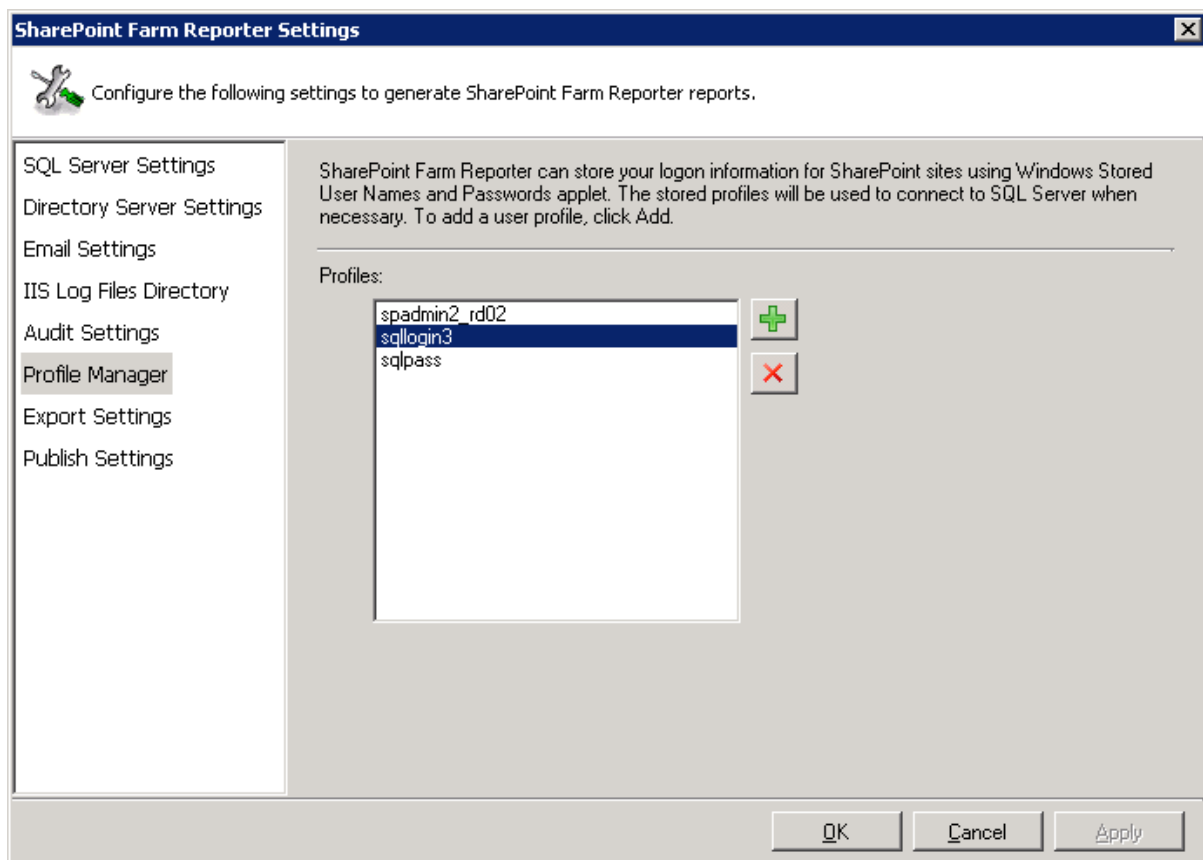 SharePoint Farm Reporter Settings
Configure the following settings to generate SharePoint Farm Reporter reports.
SQL Server Settings
Directory Server Settings
Email Settings
IIS Log Files Directory
Audit Settings
Profile Manager
Export Settings
Publish Settings
SharePoint Farm Reporter can store your logon information for SharePoint sites using Windows Stored
User Names and Passwords applet. The stored profiles will be used to connect to SQL Server when
necessary. To add a user profile, click Add.
Profiles:
spadmin2_rd02
sqllogin3
sqlpass
OK
Cancel
Apply